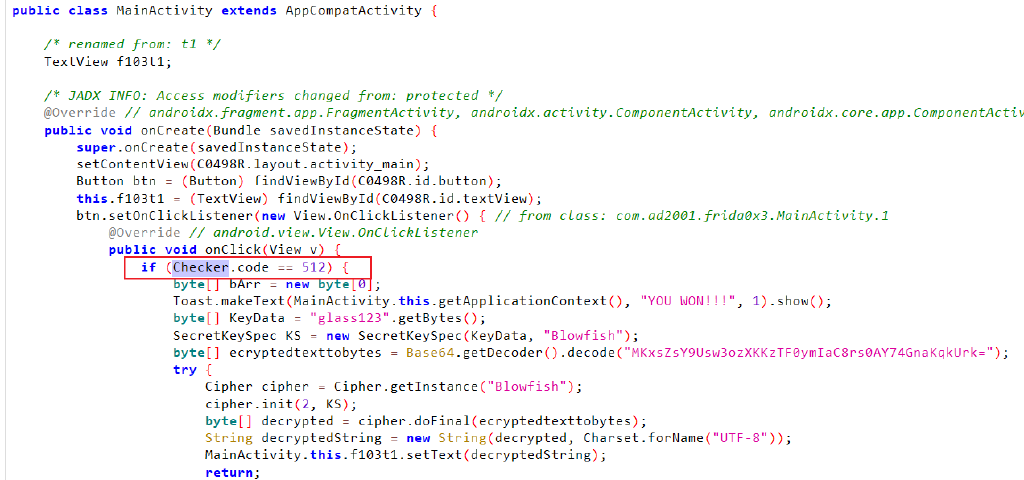 public class MainActivity extends AppCompatActivity {
/* renamed from: t1 */
TextView f103t1;
/* JADX INFO: Access modifiers changed from: protected */
@Override // androidx.fragment.app.FragmentActivity, androidx.activity.ComponentActivity, androidx.core.app.ComponentActiv
public void onCreate(Bundle savedInstanceState) {
super.onCreate(savedInstanceState);
setContentView(C0498R.layout.activity_main);
Button btn = (Button) findViewById(C0498R.id.button);
this.f103t1 = (TextView) findViewById(C0498R.id.textView);
btn.setOnClickListener(new View.OnClickListener() { // from class: com.ad2001.frida0x3.MainActivity.1
@Override // android.view.View.OnClickListener
public void onClick(View v) {
if (Checker.code == 512) {
byte[] bArr = new byte[0];
Toast.makeText(MainActivity.this.getApplicationContext(), "YOU WON!!!", 1).show();
byte[] KeyData = "glass123".getBytes();
SecretKeySpec KS = new SecretKeySpec(KeyData, "Blowfish");
byte[] ecryptedtexttobytes = Base64.getDecoder().decode("MKxsZsY9Usw3ozXKKzTF0ymIaC8rs0AY74GnaKqkUrk=");
try {
Cipher cipher = Cipher.getInstance("Blowfish");
cipher.init(2, KS);
byte[] decrypted = cipher.doFinal(ecryptedtexttobytes);
String decryptedString = new String(decrypted, Charset.forName("UTF-8"));
MainActivity.this.f103t1.setText(decryptedString);
return;